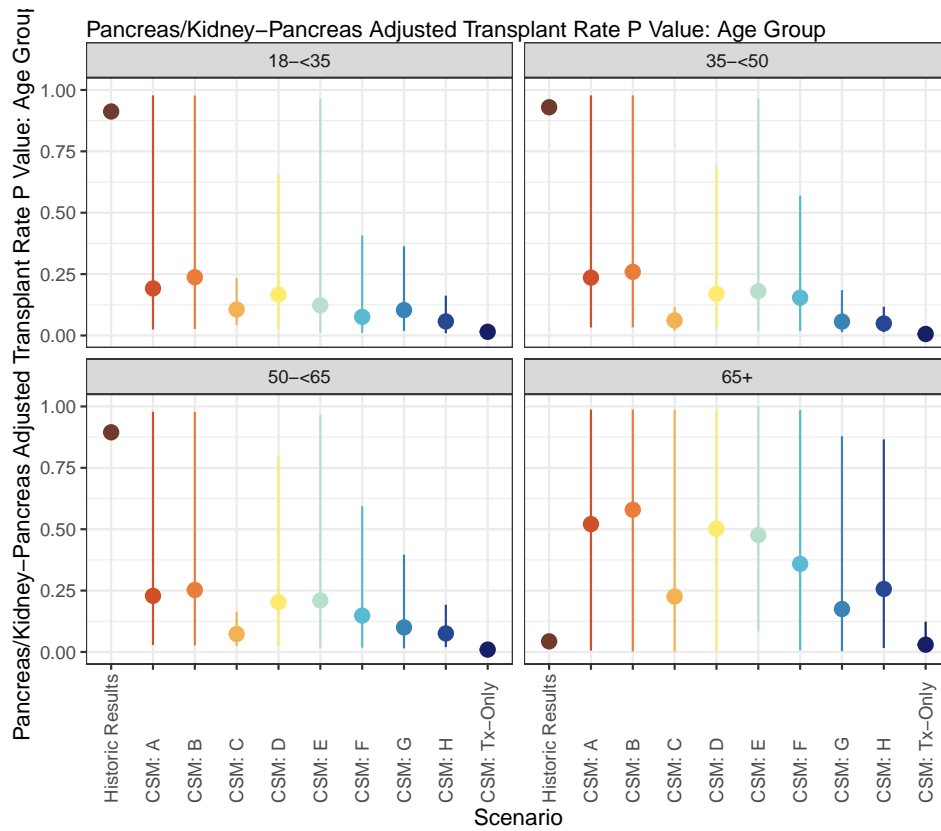 Pancreas/Kidney−Pancreas Adjusted Transplant Rate P Value: Age Group
Pancreas/Kidney−Pancreas Adjusted Transplant Rate P Value: Age Group
18−<35
35−<50
1.00
0.75
0.50
0.25
0.00
50−<65
65+
1.00
0.75
0.50
0.25
0.00
Historic Results
CSM: A
CSM: B
CSM: C
CSM: D
CSM: E
CSM: F
CSM: G
CSM: H
CSM: Tx−Only
Historic Results
CSM: A
CSM: B
CSM: C
CSM: D
CSM: E
CSM: F
CSM: G
CSM: H
CSM: Tx−Only
Scenario